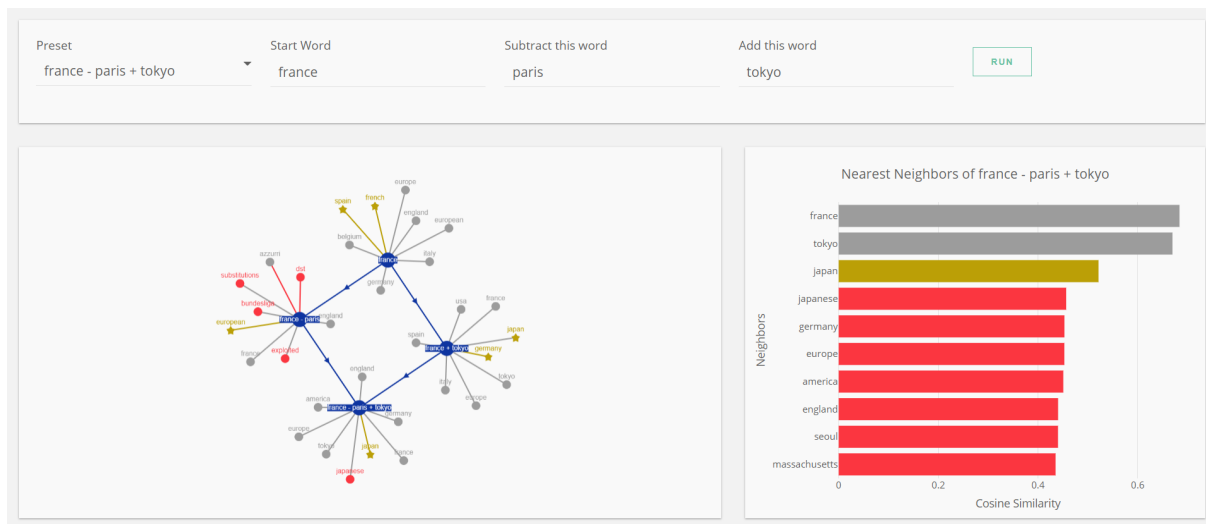 Preset
Start Word
Subtract this word
Add this word
france - paris + tokyo
france
paris
tokyo
RUN
europe
spain
french
england
european
belgium
italy
france
germany
azzurri
dst
substitutions
bundesliga
england
european
france - paris
france
exploited
usa
france
spain
japan
germany
france + tokyo
italy
tokyo
europe
england
america
france - paris + tokyo
germany
europe
tokyo
japan
france
japanese
Nearest Neighbors of france - paris + tokyo
france
tokyo
japan
japanese
germany
europe
america
england
seoul
massachusetts
Neighbors
0
0.2
0.4
0.6
Cosine Similarity